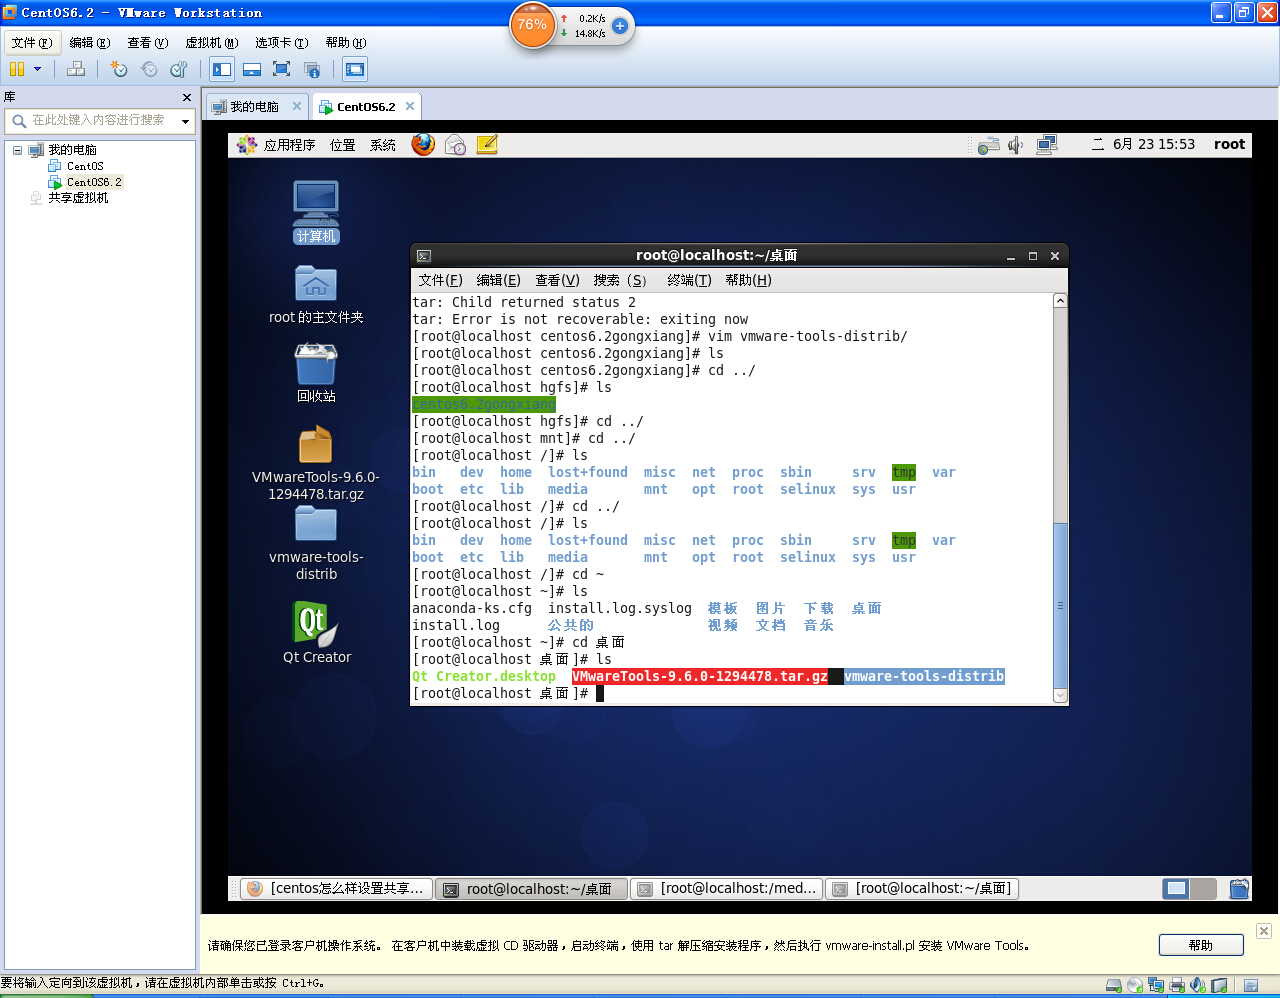 CentOS6.2 - VMware Workstation
76%
0.2K/s
14.8K/s
文件(F) 编辑(E) 查看(V) 虚拟机(M) 选项卡(T) 帮助(H)
库
在此处键入内容进行搜索
我的电脑
CentOS
CentOS6.2
共享虚拟机
我的电脑 CentOS6.2
应用程序 位置 系统
二 6月 23 15:53 root
计算机
root 的主文件夹
回收站
VMwareTools-9.6.0-
1294478.tar.gz
vmware-tools-
distrib
Qt
Qt Creator
root@localhost:~/桌面
文件(F) 编辑(E) 查看(V) 搜索 (S) 终端(T) 帮助(H)
tar: Child returned status 2
tar: Error is not recoverable: exiting now
[root@localhost centos6.2gongxiang]# vim vmware-tools-distrib/
[root@localhost centos6.2gongxiang]# ls
[root@localhost centos6.2gongxiang]# cd ../
[root@localhost hgfs]# ls
centos6.2gongxiang
[root@localhost hgfs]# cd ../
[root@localhost mnt]# cd ../
[root@localhost /]# ls
bin dev home lost+found misc net proc sbin srv tmp var
boot etc lib media mnt opt root selinux sys usr
[root@localhost /]# cd ../
[root@localhost /]# ls
bin dev home lost+found misc net proc sbin srv tmp var
boot etc lib media mnt opt root selinux sys usr
[root@localhost /]# cd ~
[root@localhost ~]# ls
anaconda-ks.cfg install.log.syslog 模板 图片 下载 桌面
install.log 公共的 视频 文档 音乐
[root@localhost ~]# cd 桌面
[root@localhost 桌面]# ls
Qt Creator.desktop VMwareTools-9.6.0-1294478.tar.gz vmware-tools-distrib
[root@localhost 桌面]#
[centos怎么样设置共享... root@localhost:~/桌面 [root@localhost:/med... [root@localhost:~/桌面]
请确保您已登录客户机操作系统。 在客户机中装载虚拟 CD 驱动器，启动终端，使用 tar 解压缩安装程序，然后执行 vmware-install.pl 安装 VMware Tools。
帮助
要将输入定向到该虚拟机，请在虚拟机内部单击或按 Ctrl+G。